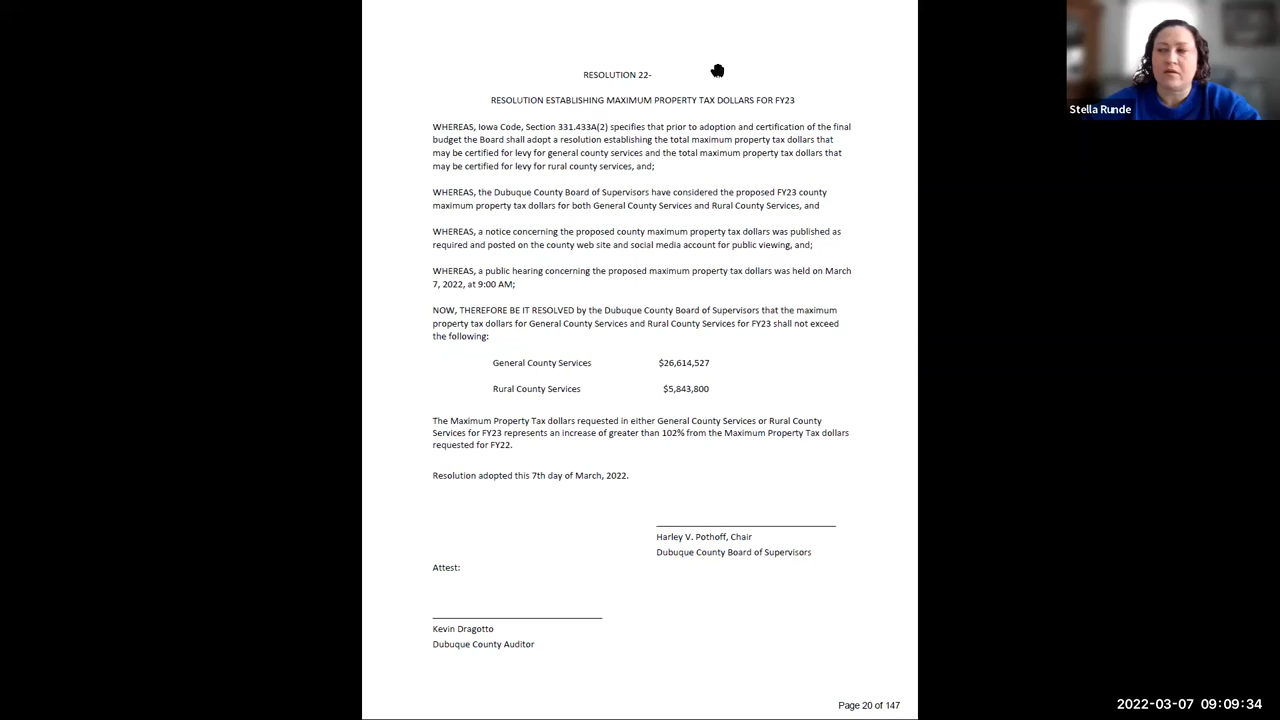 RESOLUTION 22-
RESOLUTION ESTABLISHING MAXIMUM PROPERTY TAX DOLLARS FOR FY23
WHEREAS, Iowa Code, Section 331.433A(2) specifies that prior to adoption and certification of the final
budget the Board shall adopt a resolution establishing the total maximum property tax dollars that
may be certified for levy for general county services and the total maximum property tax dollars that
may be certified for levy for rural county services, and;
WHEREAS, the Dubuque County Board of Supervisors have considered the proposed FY23 county
maximum property tax dollars for both General County Services and Rural County Services, and
WHEREAS, a notice concerning the proposed county maximum property tax dollars was published as
required and posted on the county web site and social media account for public viewing, and;
WHEREAS, a public hearing concerning the proposed maximum property tax dollars was held on March
7, 2022, at 9:00 AM;
NOW, THEREFORE BE IT RESOLVED by the Dubuque County Board of Supervisors that the maximum
property tax dollars for General County Services and Rural County Services for FY23 shall not exceed
the following:
General County Services $26,614,527
Rural County Services $5,843,800
The Maximum Property Tax dollars requested in either General County Services or Rural County
Services for FY23 represents an increase of greater than 102% from the Maximum Property Tax dollars
requested for FY22.
Resolution adopted this 7th day of March, 2022.
Harley V. Pothoff, Chair
Dubuque County Board of Supervisors
Attest:
Kevin Dragotto
Dubuque County Auditor
Page 20 of 147
Stella Runde
2022-03-07 09:09:34